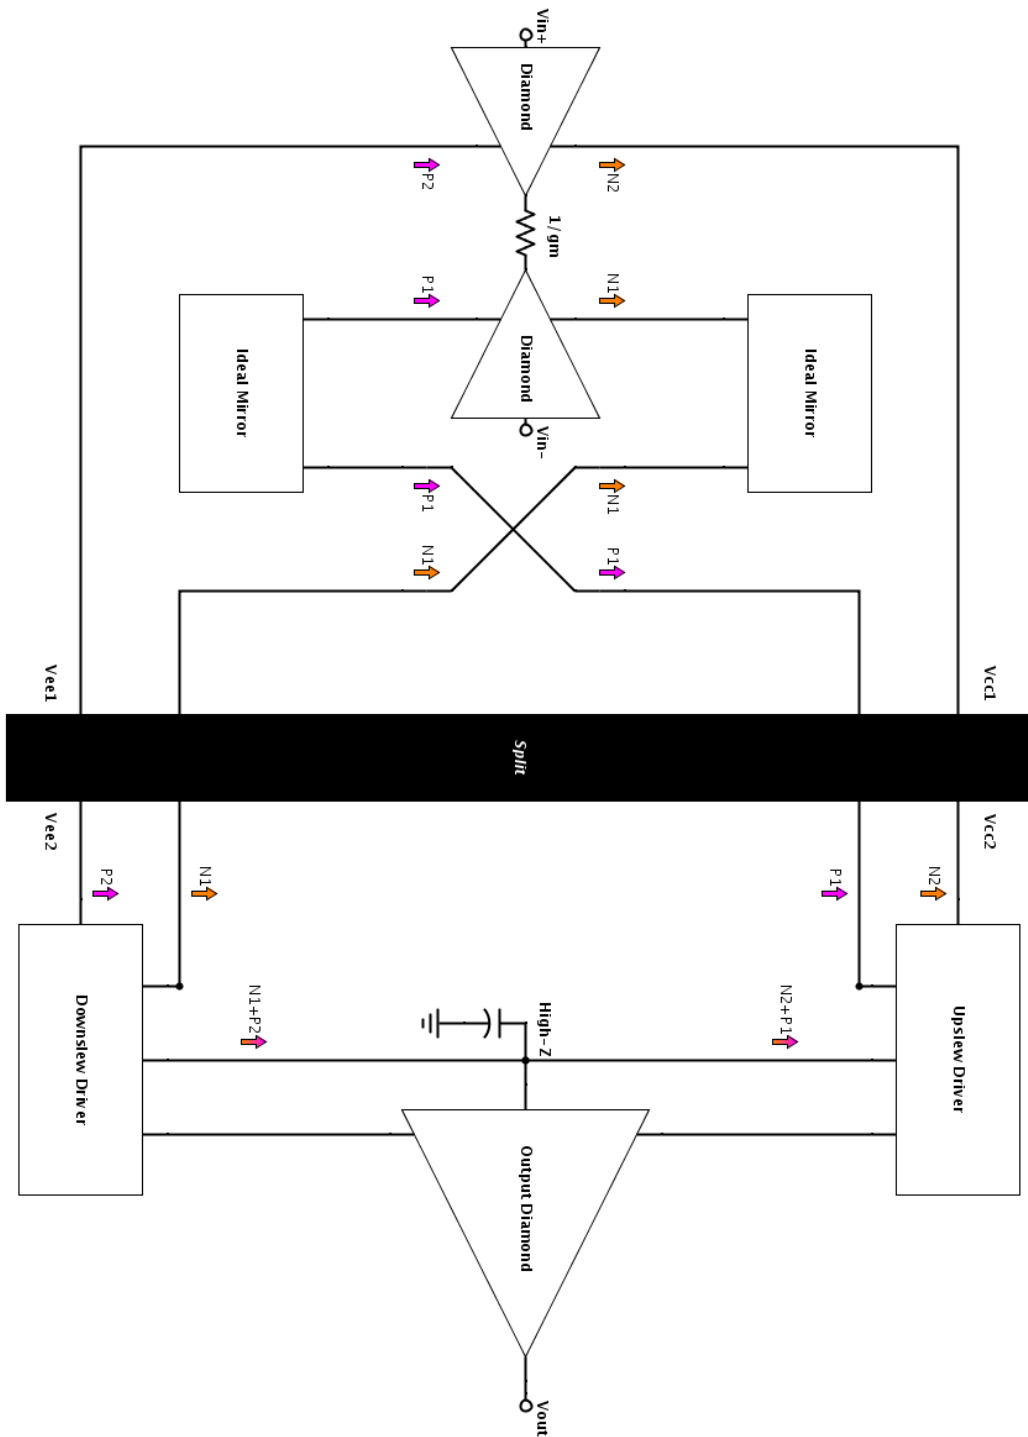 Vin+
Diamond
P2
N2
1/gm
P1
N1
Ideal Mirror
Diamond
Ideal Mirror
Vin-
P1
N1
N1
P1
Vee1
Vcc1
Split
Vee2
Vcc2
P2
N1
P1
N2
Downslew Driver
N1+P2
High-Z
N2+P1
Upslew Driver
Output Diamond
Vout